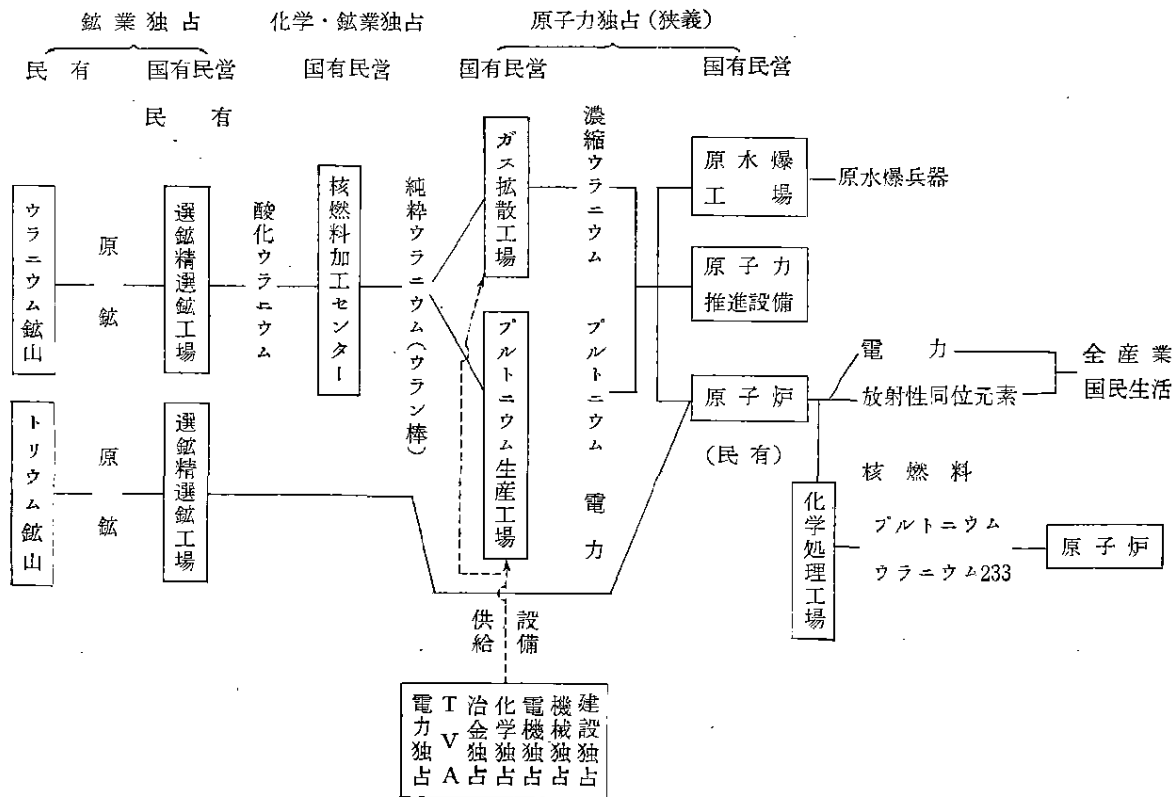 鉱業独占
化学・鉱業独占
原子力独占(狭義)
民有
国有民営
国有民営
国有民営
国有民営
民有
ウラニウム鉱山
原鉱
選鉱精選鉱工場
酸化ウラニウム
核燃料加工センター
純粋ウラニウム(ウラン棒)
ガス拡散工場
濃縮ウラニウム
原水爆
工場
原水爆兵器
原子力
推進設備
プルトニウム生産工場
プルトニウム
電力
原子炉
(民有)
電力
放射性同位元素
全産業
国民生活
トリウム鉱山
原鉱
選鉱精選鉱工場
化学処理工場
核燃料
プルトニウム
ウラニウム233
原子炉
設備
供給
建設独占
機械独占
電機独占
化学独占
冶金独占
TVA
電力独占